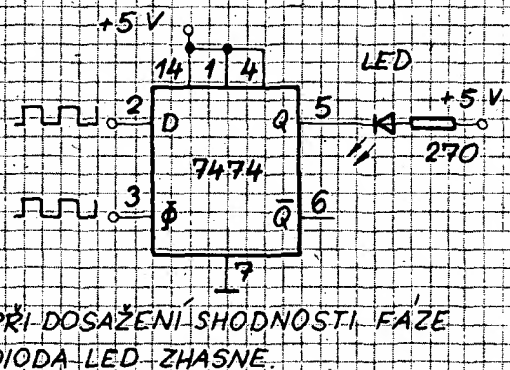 +5 V
LED
14 1 4
2 D Q 5 +5 V
270
7474
3 Φ Q̅ 6
7
PŘI DOSAŽENÍ SHODNOSTI FÁZE
DIODA LED ZHASNE.